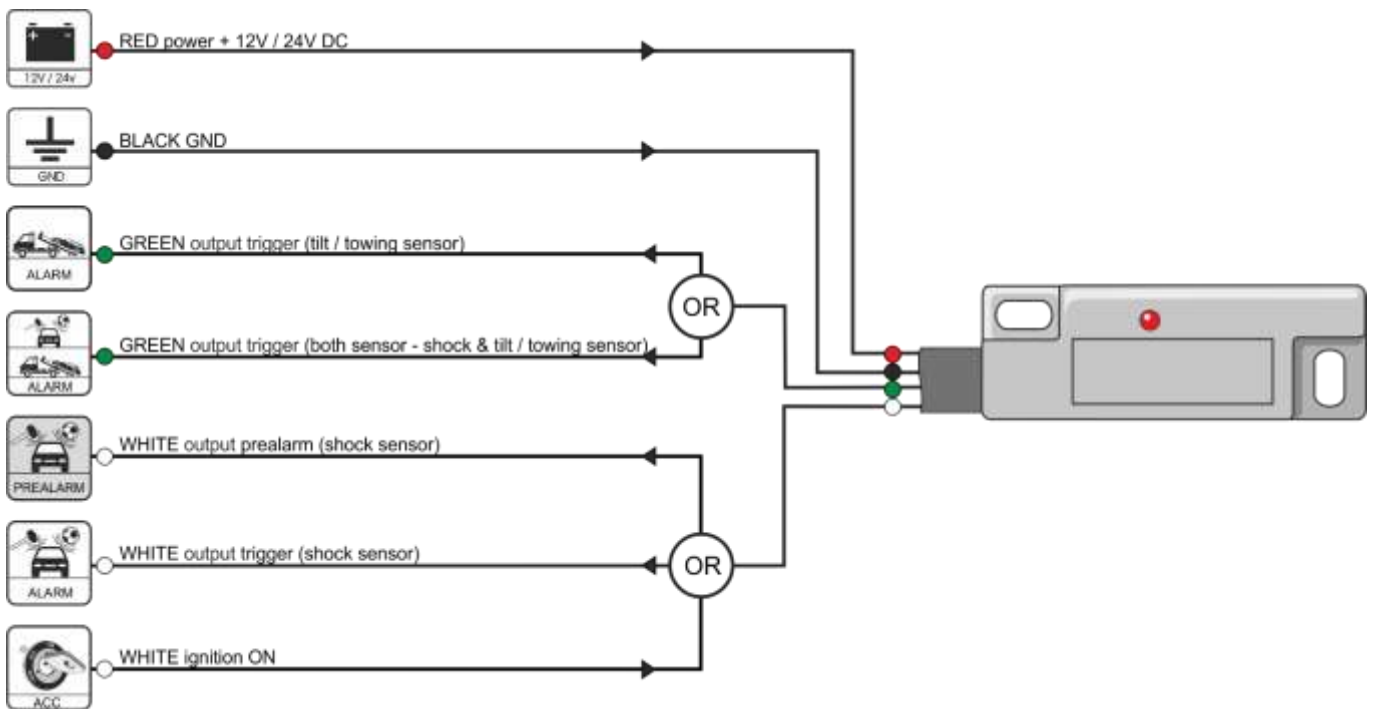 RED power + 12V / 24V DC
12V / 24v
BLACK GND
GND
GREEN output trigger (tilt / towing sensor)
ALARM
OR
GREEN output trigger (both sensor - shock & tilt / towing sensor)
ALARM
WHITE output prealarm (shock sensor)
PREALARM
WHITE output trigger (shock sensor)
OR
ALARM
WHITE ignition ON
ACC